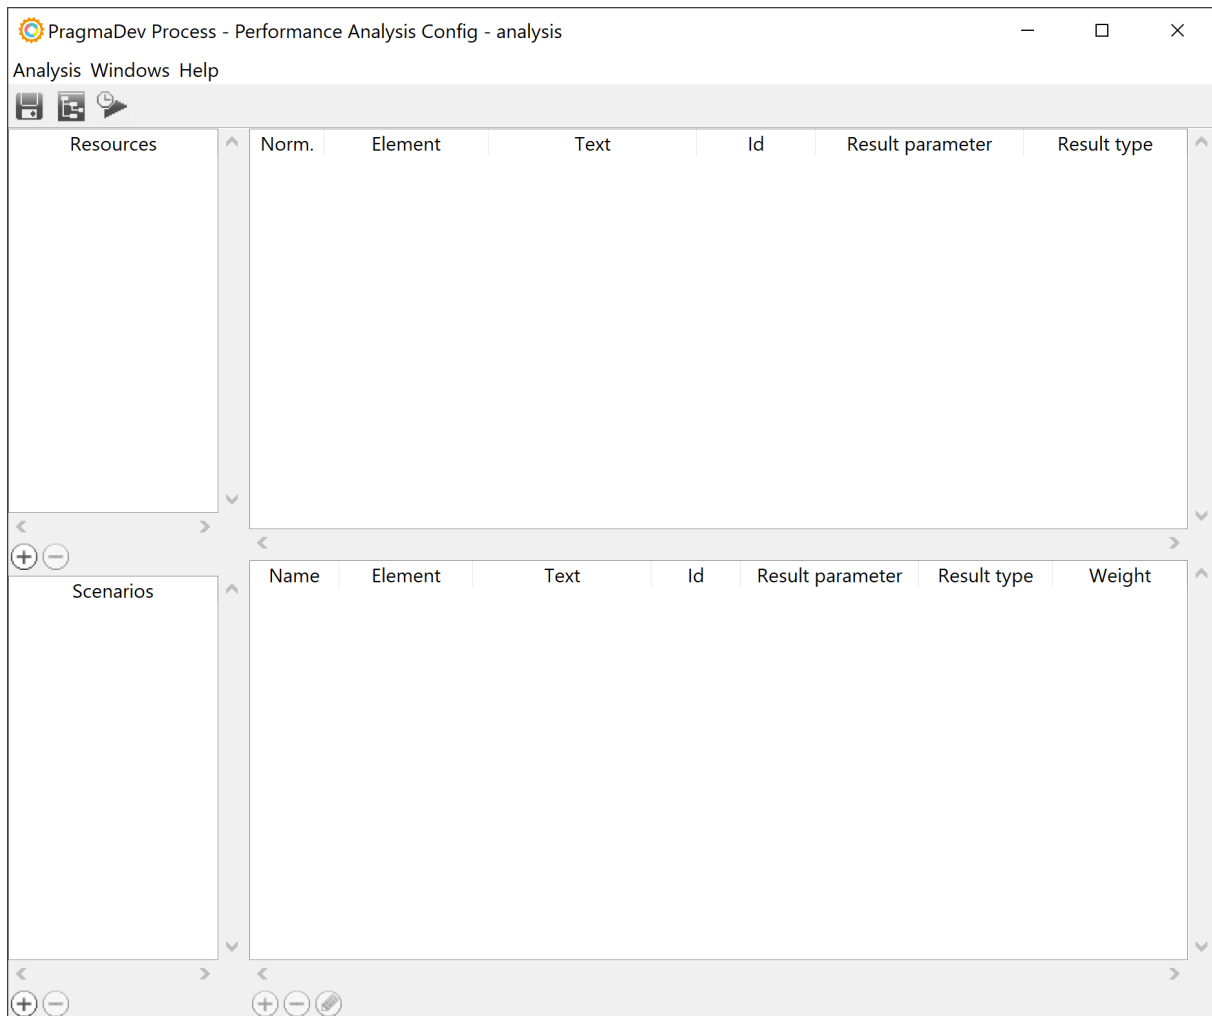 PragmaDev Process - Performance Analysis Config - analysis
Analysis Windows Help
Resources
Norm. Element Text Id Result parameter Result type
Scenarios
Name Element Text Id Result parameter Result type Weight